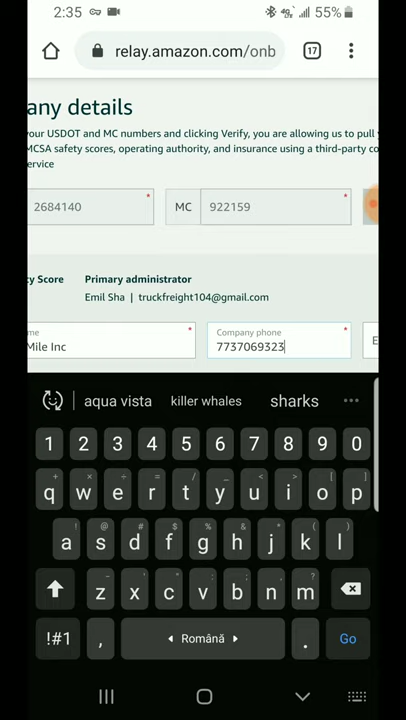 2:35
55%
relay.amazon.com/onb
17
any details
your USDOT and MC numbers and clicking Verify, you are allowing us to pull
MCSA safety scores, operating authority, and insurance using a third-party co
ervice
2684140 *
MC 922159 *
ty Score Primary administrator
Emil Sha | truckfreight104@gmail.com
me * Company phone *
Mile Inc 7737069323 E
aqua vista killer whales sharks
1 2 3 4 5 6 7 8 9 0
q w e r t y u i o p
a s d f g h j k l
z x c v b n m
!#1 , Română . Go